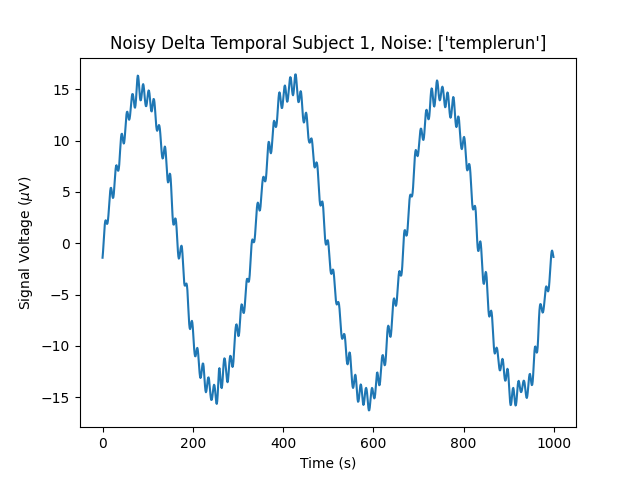 Noisy Delta Temporal Subject 1, Noise: ['templerun']
Signal Voltage (μV)
15
10
5
0
−5
−10
−15
0 200 400 600 800 1000
Time (s)